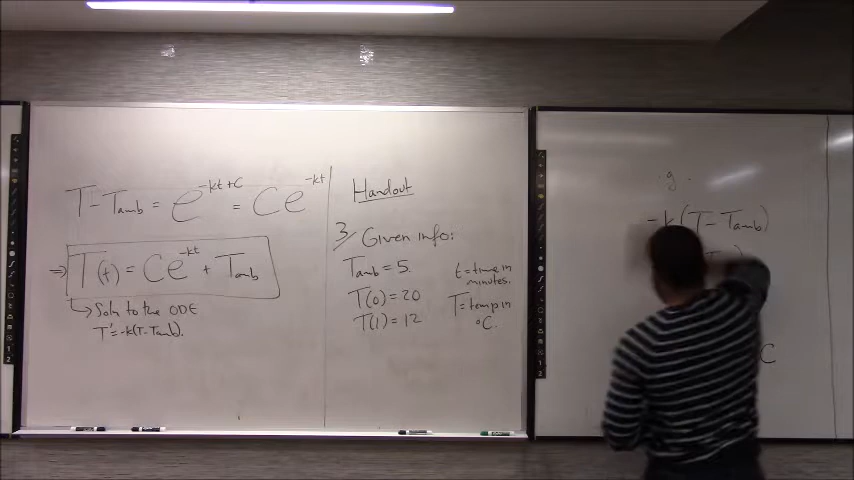 T - Tamb = e^-kt+C = Ce^-kt
⇒ T(t) = Ce^-kt + Tamb
↳ Soln to the ODE
T' = -k(T - Tamb).
Handout
3/ Given info:
Tamb = 5.
T(0) = 20
T(1) = 12
t = time in
minutes.
T = temp in
°C.
.g.
-k(T - Tamb)
C